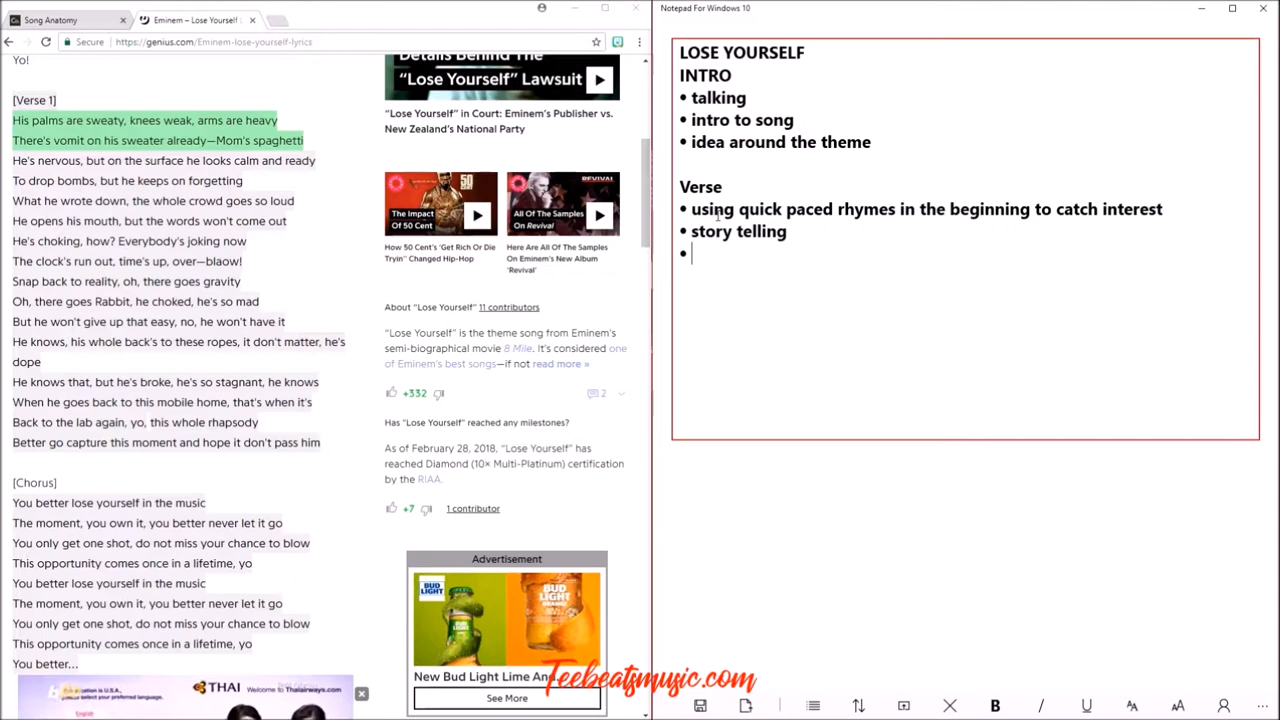 Song Anatomy
Eminem – Lose Yourself
Secure
https://genius.com/Eminem-lose-yourself-lyrics
Yo!
His palms are sweaty, knees weak, arms are heavy
There's vomit on his sweater already—Mom's spaghetti
He's nervous, but on the surface he looks calm and ready
To drop bombs, but he keeps on forgetting
What he wrote down, the whole crowd goes so loud
He opens his mouth, but the words won't come out
He's choking, how? Everybody's joking now
The clock's run out, time's up, over—blaow!
Snap back to reality, oh, there goes gravity
Oh, there goes Rabbit, he choked, he's so mad
But he won't give up that easy, no, he won't have it
He knows, his whole back's to these ropes, it don't matter, he's
dope
He knows that, but he's broke, he's so stagnant, he knows
When he goes back to this mobile home, that's when it's
Back to the lab again, yo, this whole rhapsody
Better go capture this moment and hope it don't pass him
[Chorus]
You better lose yourself in the music
The moment, you own it, you better never let it go
You only get one shot, do not miss your chance to blow
This opportunity comes once in a lifetime, yo
You better lose yourself in the music
The moment, you own it, you better never let it go
You only get one shot, do not miss your chance to blow
This opportunity comes once in a lifetime, yo
You better...
THAI
Welcome to Thaiairways.com
English
Details Behind The
“Lose Yourself” Lawsuit
“Lose Yourself” in Court: Eminem's Publisher vs.
New Zealand's National Party
The Impact
Of 50 Cent
How 50 Cent's 'Get Rich Or Die
Tryin'' Changed Hip-Hop
REVIVAL
All Of The Samples
On Revival
Here Are All Of The Samples
On Eminem's New Album
'Revival'
About “Lose Yourself” 11 contributors
“Lose Yourself” is the theme song from Eminem's
semi-biographical movie 8 Mile. It's considered one
of Eminem's best songs—if not read more »
+332
2
Has “Lose Yourself” reached any milestones?
As of February 28, 2018, “Lose Yourself” has
reached Diamond (10× Multi-Platinum) certification
by the RIAA.
+7
1 contributor
Advertisement
BUD
LIGHT
New Bud Light Lime And
See More
Notepad For Windows 10
LOSE YOURSELF
INTRO
• talking
• intro to song
• idea around the theme
Verse
• using quick paced rhymes in the beginning to catch interest
• story telling
•
Teebeatsmusic.com